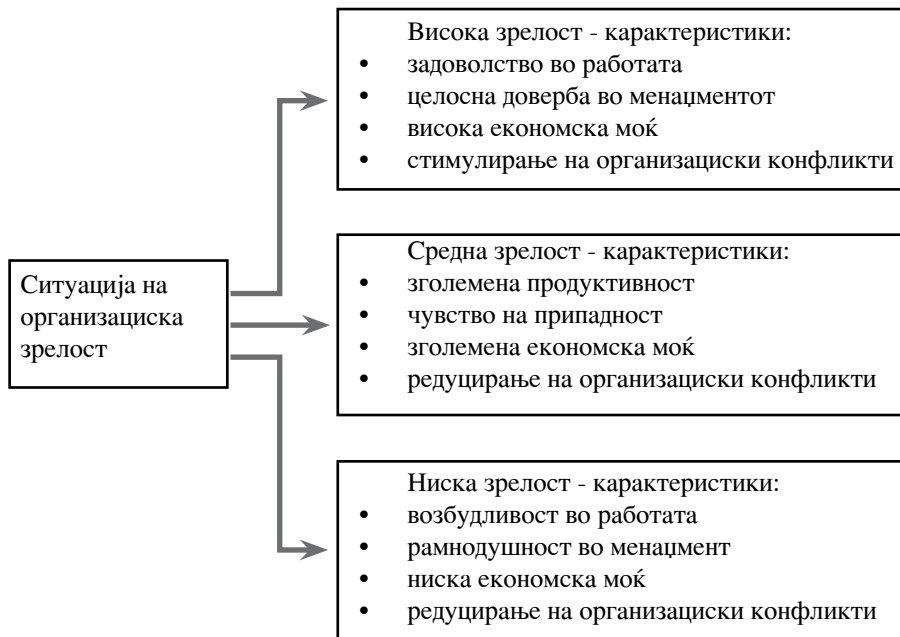 Висока зрелост - карактеристики:
• задоволство во работата
• целосна доверба во менаџментот
• висока економска моќ
• стимулирање на организациски конфликти
Ситуација на
организациска
зрелост
Средна зрелост - карактеристики:
• зголемена продуктивност
• чувство на припадност
• зголемена економска моќ
• редуцирање на организациски конфликти
Ниска зрелост - карактеристики:
• возбудливост во работата
• рамнодушност во менаџмент
• ниска економска моќ
• редуцирање на организациски конфликти